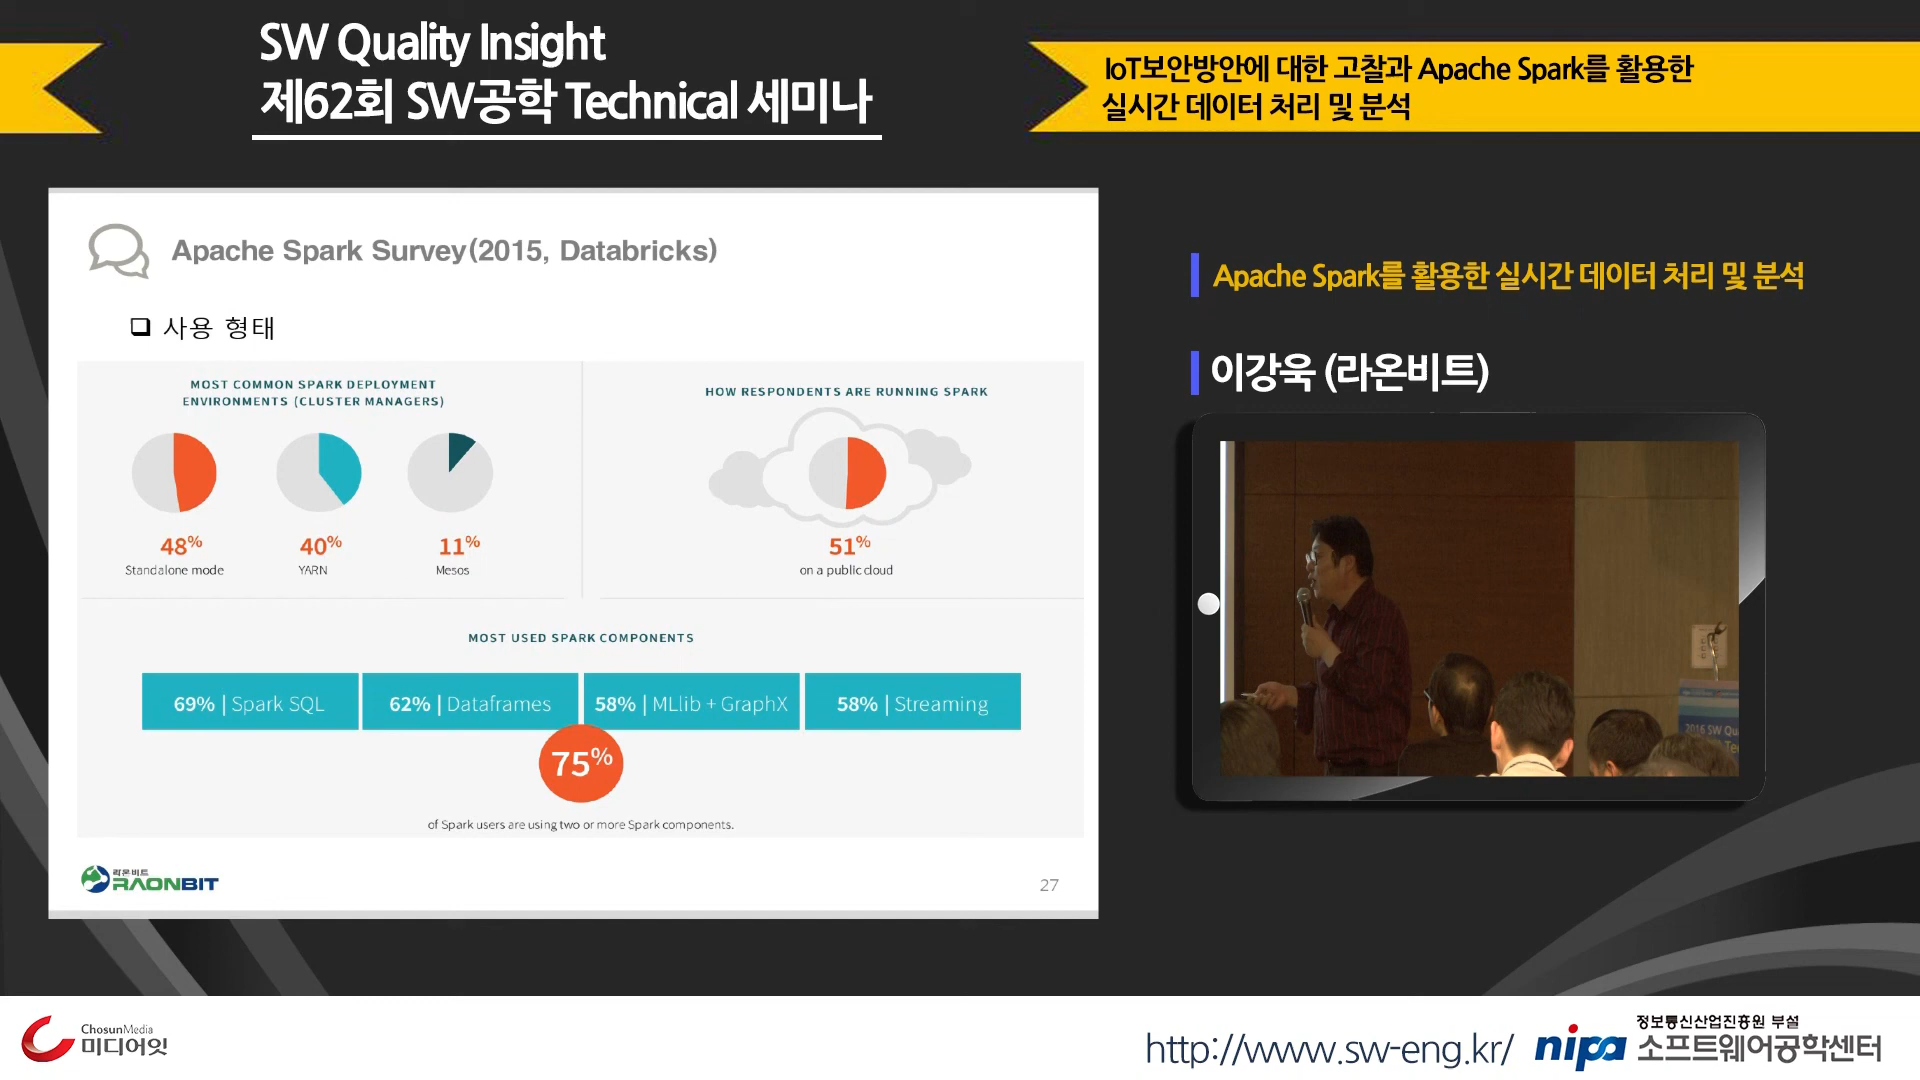 SW Quality Insight
제62회 SW공학 Technical 세미나
IoT보안방안에 대한 고찰과 Apache Spark를 활용한
실시간 데이터 처리 및 분석
Apache Spark Survey(2015, Databricks)
❑ 사용 형태
MOST COMMON SPARK DEPLOYMENT
ENVIRONMENTS (CLUSTER MANAGERS)
48%
Standalone mode
40%
YARN
11%
Mesos
HOW RESPONDENTS ARE RUNNING SPARK
51%
on a public cloud
MOST USED SPARK COMPONENTS
69% | Spark SQL
62% | Dataframes
58% | MLlib + GraphX
58% | Streaming
75%
of Spark users are using two or more Spark components.
라온비트
RAONBIT
27
Apache Spark를 활용한 실시간 데이터 처리 및 분석
이강욱 (라온비트)
2016 SW
ChosunMedia
미디어잇
http://www.sw-eng.kr/
nipa
정보통신산업진흥원 부설
소프트웨어공학센터